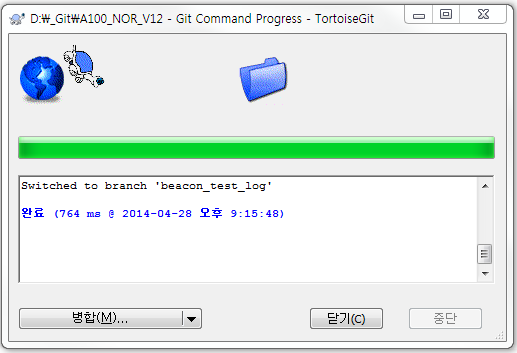 D:₩_Git₩A100_NOR_V12 - Git Command Progress - TortoiseGit
Switched to branch 'beacon_test_log'
완료 (764 ms @ 2014-04-28 오후 9:15:48)
병합(M)...
닫기(C)
중단